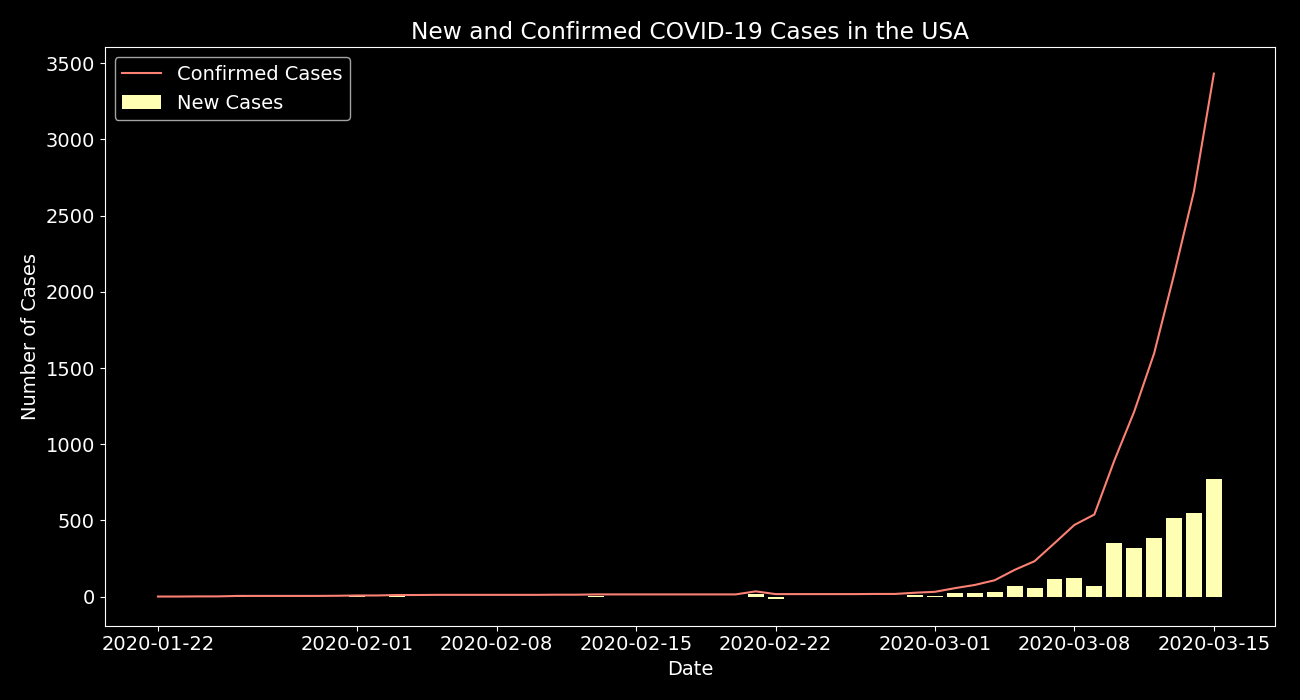 New and Confirmed COVID-19 Cases in the USA
Confirmed Cases
New Cases
3500
3000
2500
2000
1500
1000
500
0
Number of Cases
2020-01-22 2020-02-01 2020-02-08 2020-02-15 2020-02-22 2020-03-01 2020-03-08 2020-03-15
Date